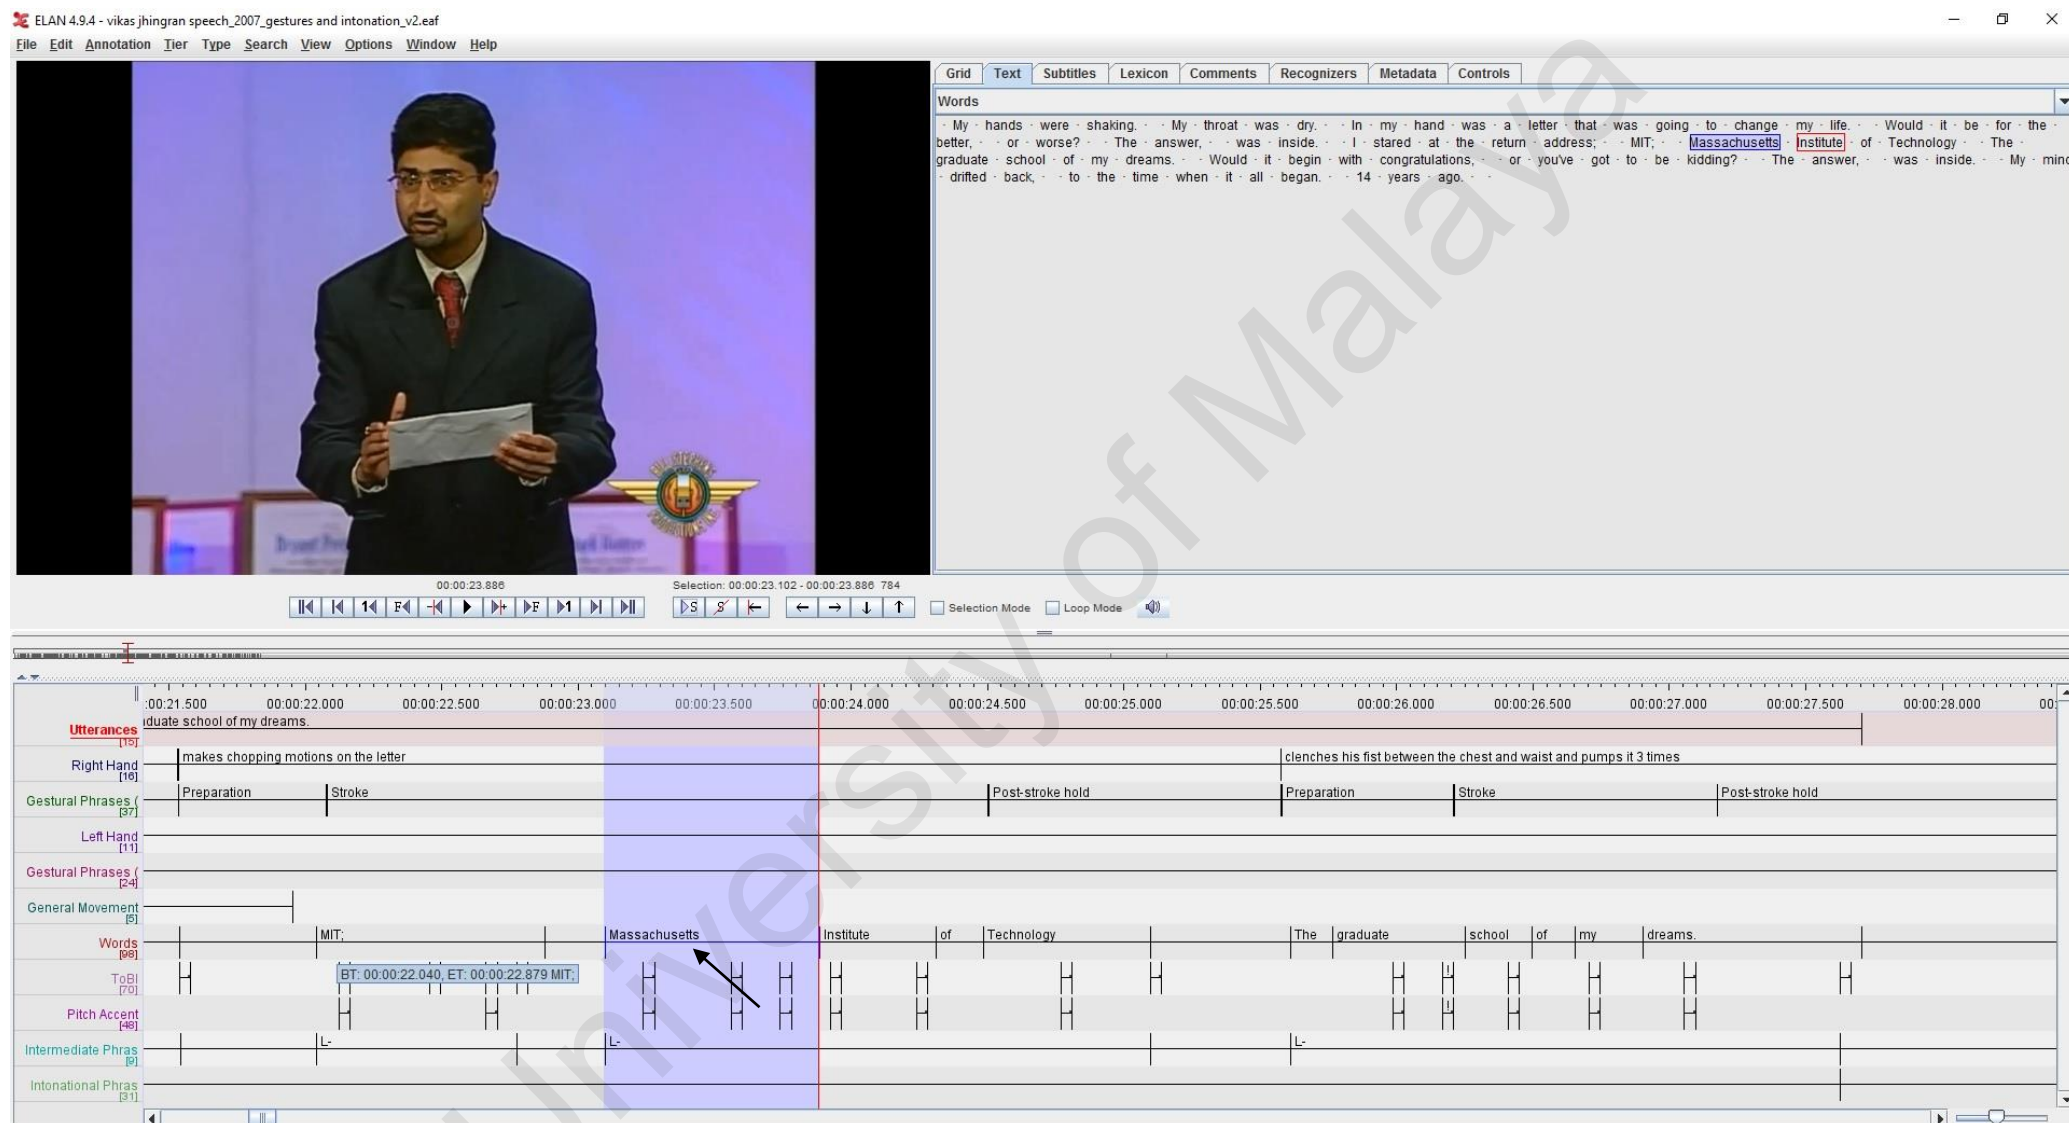 ELAN 4.9.4 - vikas jhingran speech_2007_gestures and intonation_v2.eaf
File Edit Annotation Tier Type Search View Options Window Help
Grid Text Subtitles Lexicon Comments Recognizers Metadata Controls
Words
· My · hands · were · shaking. · · My · throat · was · dry. · · In · my · hand · was · a · letter · that · was · going · to · change · my · life. · · Would · it · be · for · the ·
better, · · or · worse? · · The · answer, · · was · inside. · · I · stared · at · the · return · address; · · MIT; · · Massachusetts · Institute · of · Technology · · The ·
graduate · school · of · my · dreams. · · Would · it · begin · with · congratulations, · · or · you've · got · to · be · kidding? · · The · answer, · · was · inside. · · My · mind
· drifted · back, · · to · the · time · when · it · all · began. · · 14 · years · ago. · ·
00:00:23.886
Selection: 00:00:23.102 - 00:00:23.886 784
1 F + F 1 S S
Selection Mode Loop Mode
:00:21.500 00:00:22.000 00:00:22.500 00:00:23.000 00:00:23.500 00:00:24.000 00:00:24.500 00:00:25.000 00:00:25.500 00:00:26.000 00:00:26.500 00:00:27.000 00:00:27.500 00:00:28.000 00:
Utterances [15] duate school of my dreams.
Right Hand [16] makes chopping motions on the letter clenches his fist between the chest and waist and pumps it 3 times
Gestural Phrases ( [37] Preparation Stroke Post-stroke hold Preparation Stroke Post-stroke hold
Left Hand [11]
Gestural Phrases ( [24]
General Movement [5]
Words [98] MIT; Massachusetts Institute of Technology The graduate school of my dreams.
ToBI [70] BT: 00:00:22.040, ET: 00:00:22.879 MIT; !
Pitch Accent [48] !
Intermediate Phras [9] L- L- L-
Intonational Phras [31]
University of Malaya